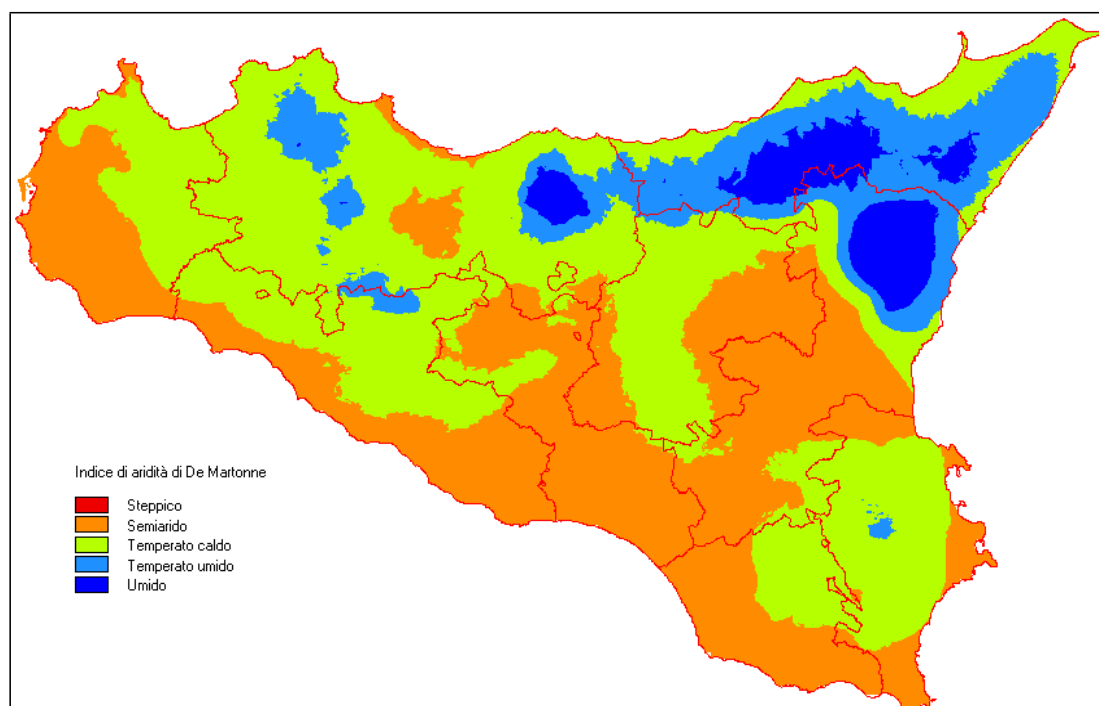 Indice di aridità di De Martonne
Steppico
Semiarido
Temperato caldo
Temperato umido
Umido